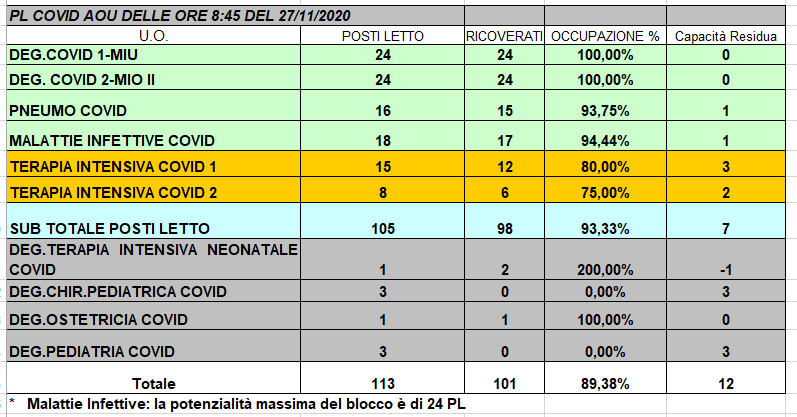 PL COVID AOU DELLE ORE 8:45 DEL 27/11/2020
U.O. POSTI LETTO RICOVERATI OCCUPAZIONE % Capacità Residua
DEG.COVID 1-MIU 24 24 100,00% 0
DEG. COVID 2-MIO II 24 24 100,00% 0
PNEUMO COVID 16 15 93,75% 1
MALATTIE INFETTIVE COVID 18 17 94,44% 1
TERAPIA INTENSIVA COVID 1 15 12 80,00% 3
TERAPIA INTENSIVA COVID 2 8 6 75,00% 2
SUB TOTALE POSTI LETTO 105 98 93,33% 7
DEG.TERAPIA INTENSIVA NEONATALE
COVID 1 2 200,00% -1
DEG.CHIR.PEDIATRICA COVID 3 0 0,00% 3
DEG.OSTETRICIA COVID 1 1 100,00% 0
DEG.PEDIATRIA COVID 3 0 0,00% 3
Totale 113 101 89,38% 12
* Malattie Infettive: la potenzialità massima del blocco è di 24 PL